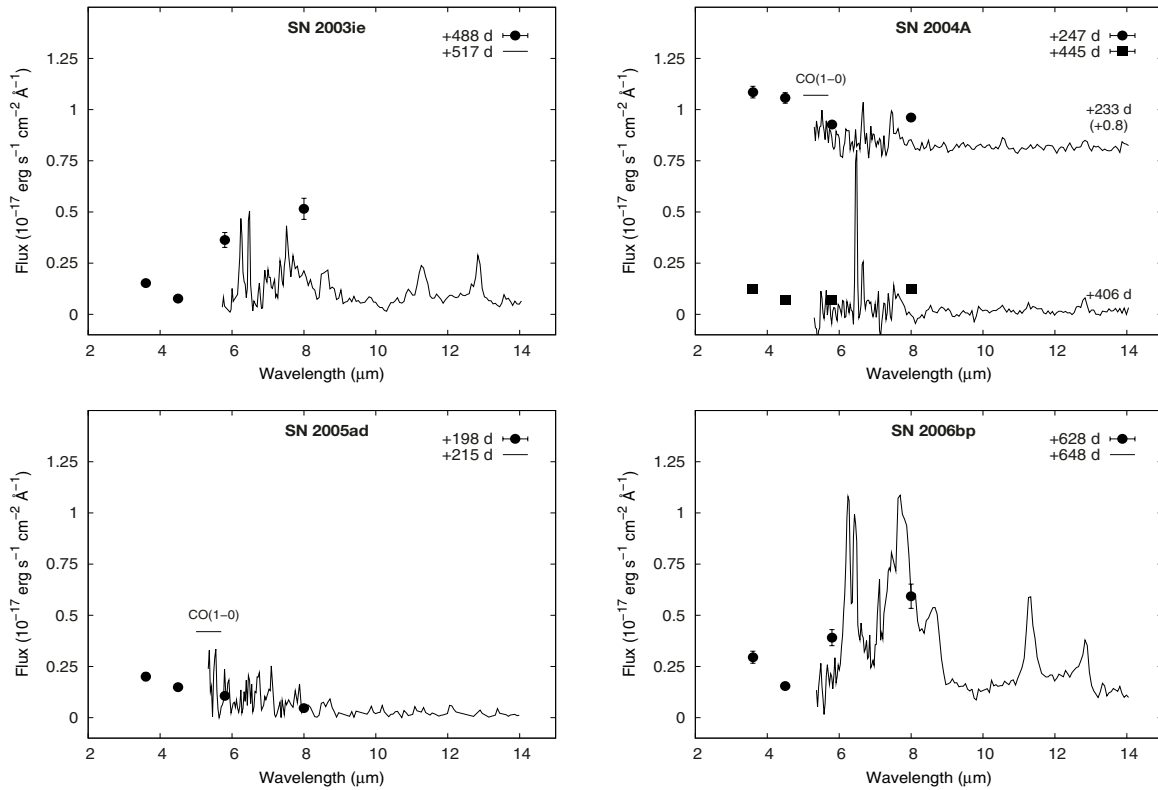 SN 2003ie
+488 d
+517 d
1.25
1
0.75
0.5
0.25
0
Flux (10⁻¹⁷ erg s⁻¹ cm⁻² Å⁻¹)
2 4 6 8 10 12 14
Wavelength (μm)
SN 2004A
+247 d
+445 d
CO(1−0)
+233 d
(+0.8)
+406 d
1.25
1
0.75
0.5
0.25
0
Flux (10⁻¹⁷ erg s⁻¹ cm⁻² Å⁻¹)
2 4 6 8 10 12 14
Wavelength (μm)
SN 2005ad
+198 d
+215 d
CO(1−0)
1.25
1
0.75
0.5
0.25
0
Flux (10⁻¹⁷ erg s⁻¹ cm⁻² Å⁻¹)
2 4 6 8 10 12 14
Wavelength (μm)
SN 2006bp
+628 d
+648 d
1.25
1
0.75
0.5
0.25
0
Flux (10⁻¹⁷ erg s⁻¹ cm⁻² Å⁻¹)
2 4 6 8 10 12 14
Wavelength (μm)